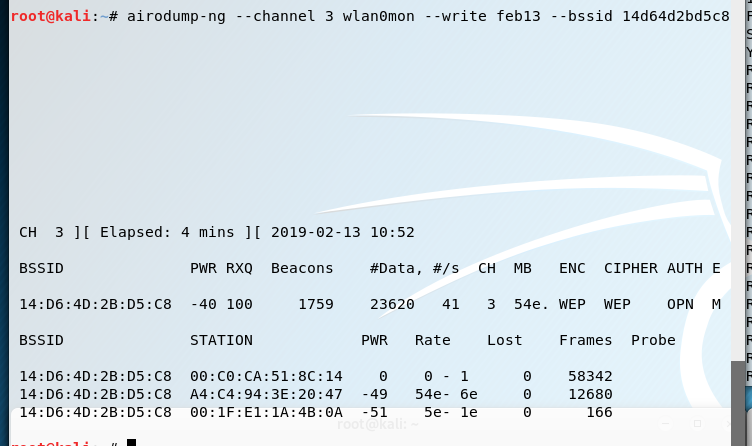 root@kali:~# airodump-ng --channel 3 wlan0mon --write feb13 --bssid 14d64d2bd5c8
CH  3 ][ Elapsed: 4 mins ][ 2019-02-13 10:52
BSSID              PWR RXQ  Beacons    #Data, #/s  CH  MB   ENC  CIPHER AUTH E
14:D6:4D:2B:D5:C8  -40 100     1759    23620   41   3  54e. WEP  WEP    OPN  M
BSSID              STATION            PWR   Rate    Lost    Frames  Probe
14:D6:4D:2B:D5:C8  00:C0:CA:51:8C:14    0    0 - 1      0    58342
14:D6:4D:2B:D5:C8  A4:C4:94:3E:20:47  -49   54e- 6e     0    12680
14:D6:4D:2B:D5:C8  00:1F:E1:1A:4B:0A  -51    5e- 1e     0      166
root@kali: ~
root@kali:~#